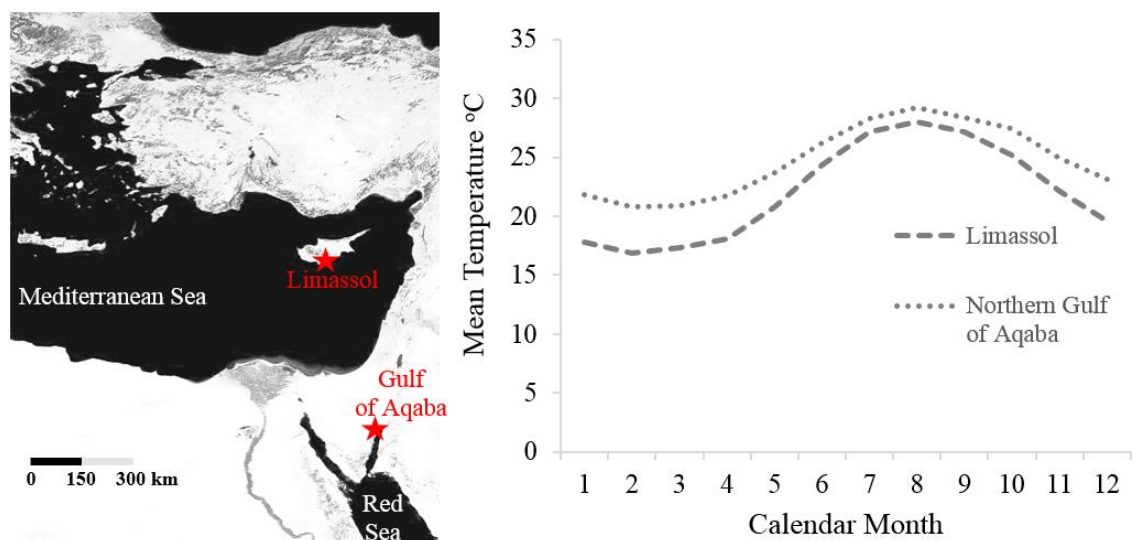 Limassol
Mediterranean Sea
Gulf
of Aqaba
0 150 300 km
Red
Sea
Mean Temperature ºC
35
30
25
20
15
10
5
0
Limassol
Northern Gulf
of Aqaba
1 2 3 4 5 6 7 8 9 10 11 12
Calendar Month